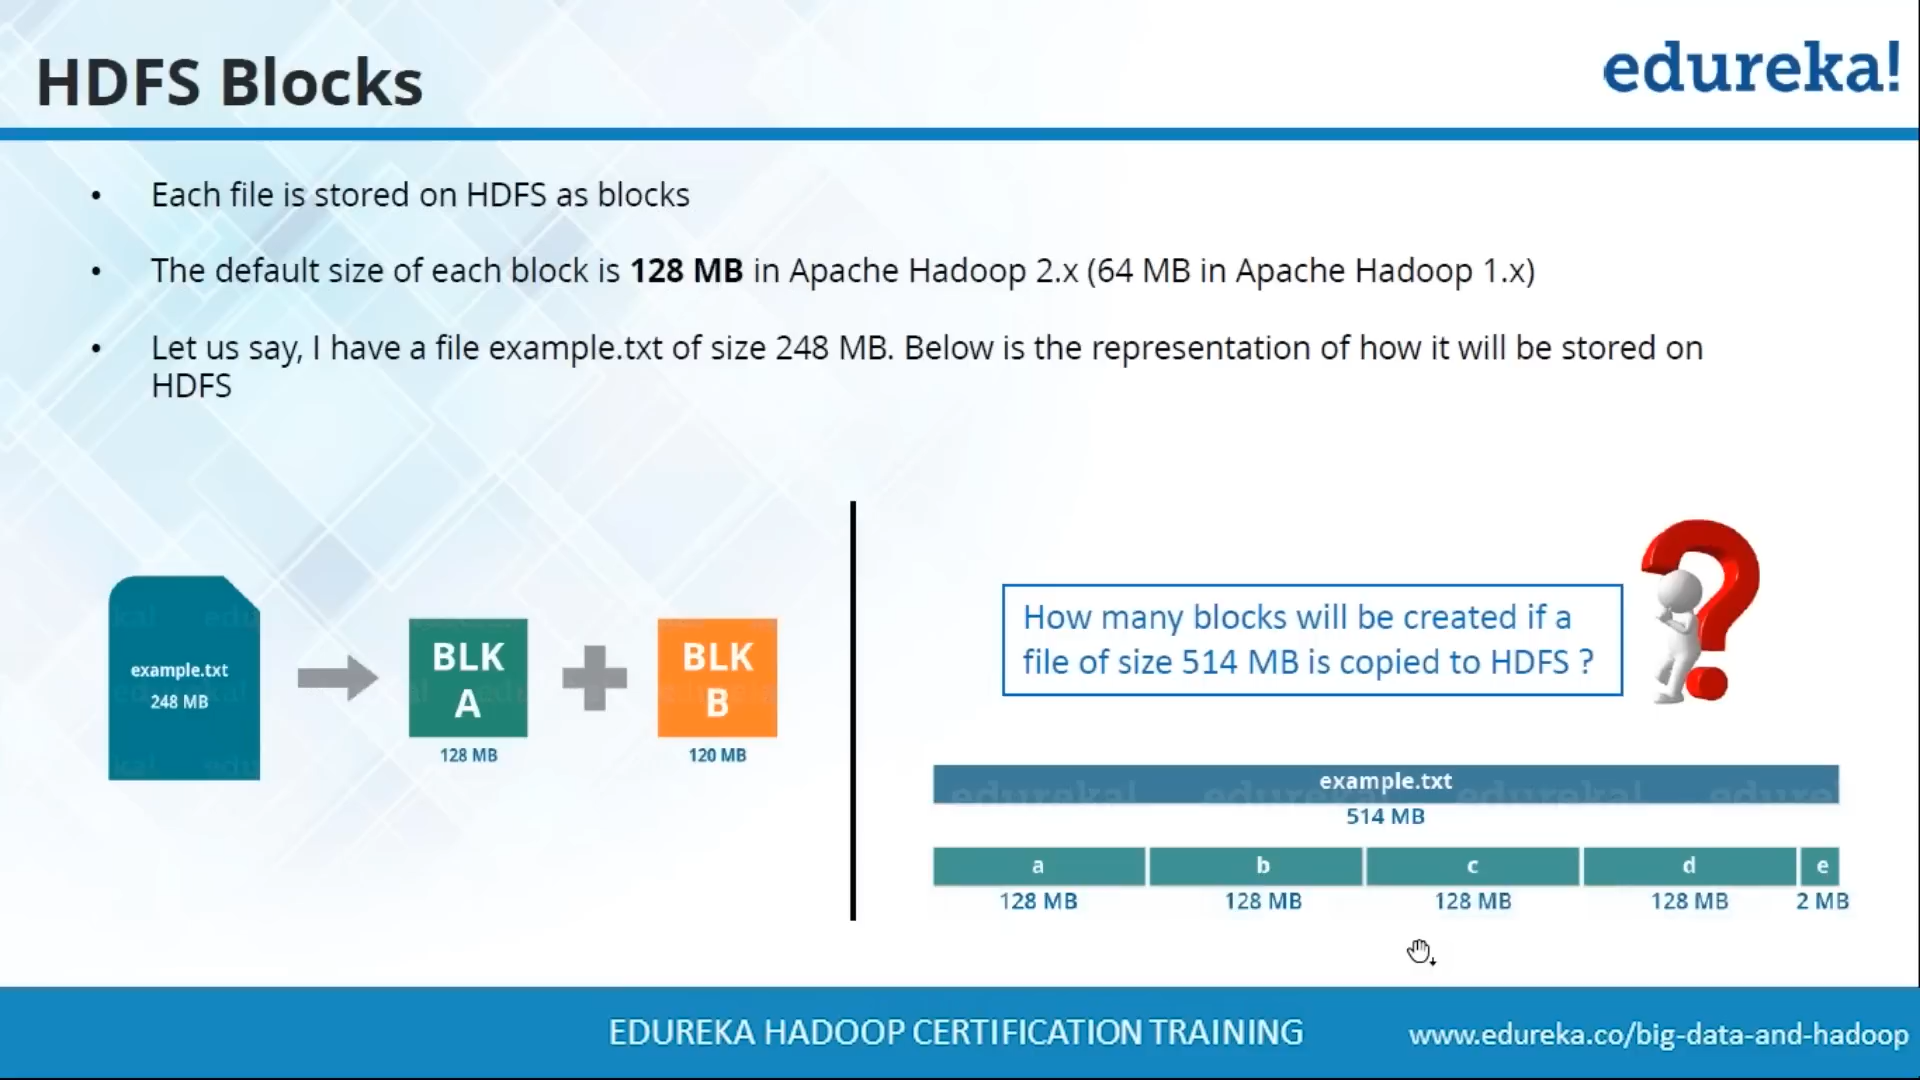 HDFS Blocks
edureka!
• Each file is stored on HDFS as blocks
• The default size of each block is 128 MB in Apache Hadoop 2.x (64 MB in Apache Hadoop 1.x)
• Let us say, I have a file example.txt of size 248 MB. Below is the representation of how it will be stored on
HDFS
example.txt
248 MB
BLK
A
128 MB
BLK
B
120 MB
How many blocks will be created if a
file of size 514 MB is copied to HDFS ?
example.txt
514 MB
a b c d e
128 MB 128 MB 128 MB 128 MB 2 MB
EDUREKA HADOOP CERTIFICATION TRAINING
www.edureka.co/big-data-and-hadoop